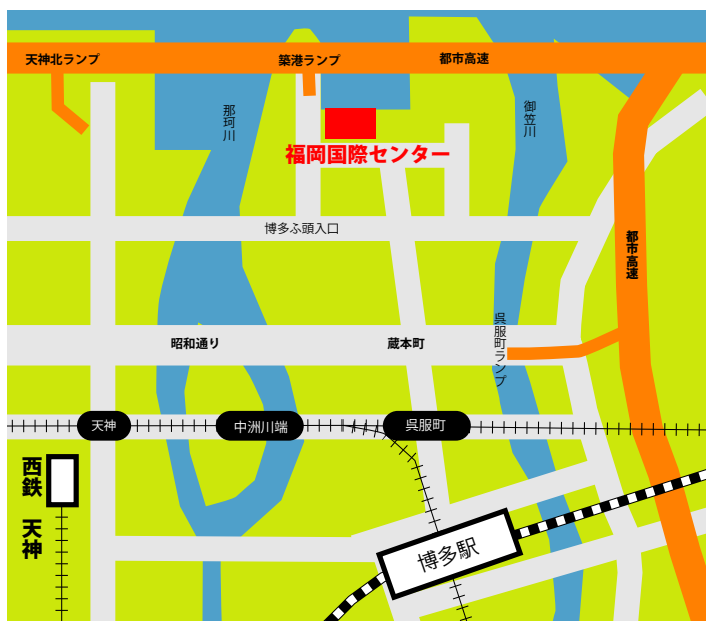 天神北ランプ
築港ランプ
都市高速
那珂川
御笠川
福岡国際センター
博多ふ頭入口
都市高速
呉服町ランプ
昭和通り
蔵本町
天神
中洲川端
呉服町
西鉄 天神
博多駅